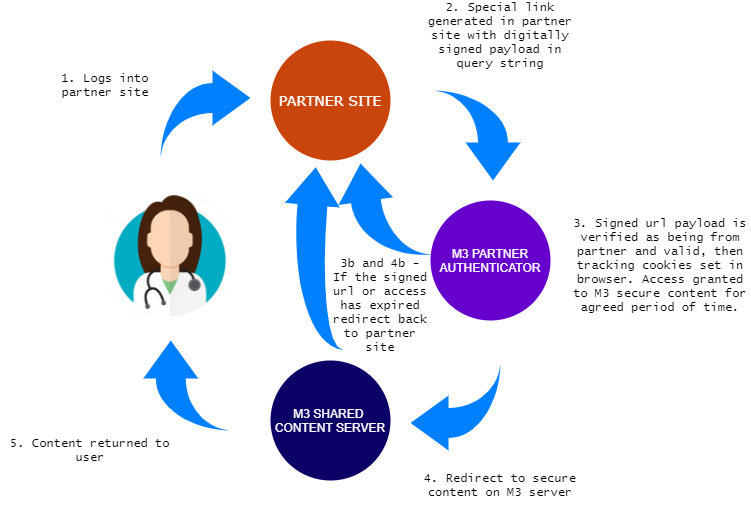 1. Logs into
partner site
PARTNER SITE
2. Special link
generated in partner
site with digitally
signed payload in
query string
M3 PARTNER
AUTHENTICATOR
3. Signed url payload is
verified as being from
partner and valid, then
tracking cookies set in
browser. Access granted
to M3 secure content for
agreed period of time.
3b and 4b -
If the signed
url or access
has expired
redirect back
to partner
site
M3 SHARED
CONTENT SERVER
4. Redirect to secure
content on M3 server
5. Content returned to
user